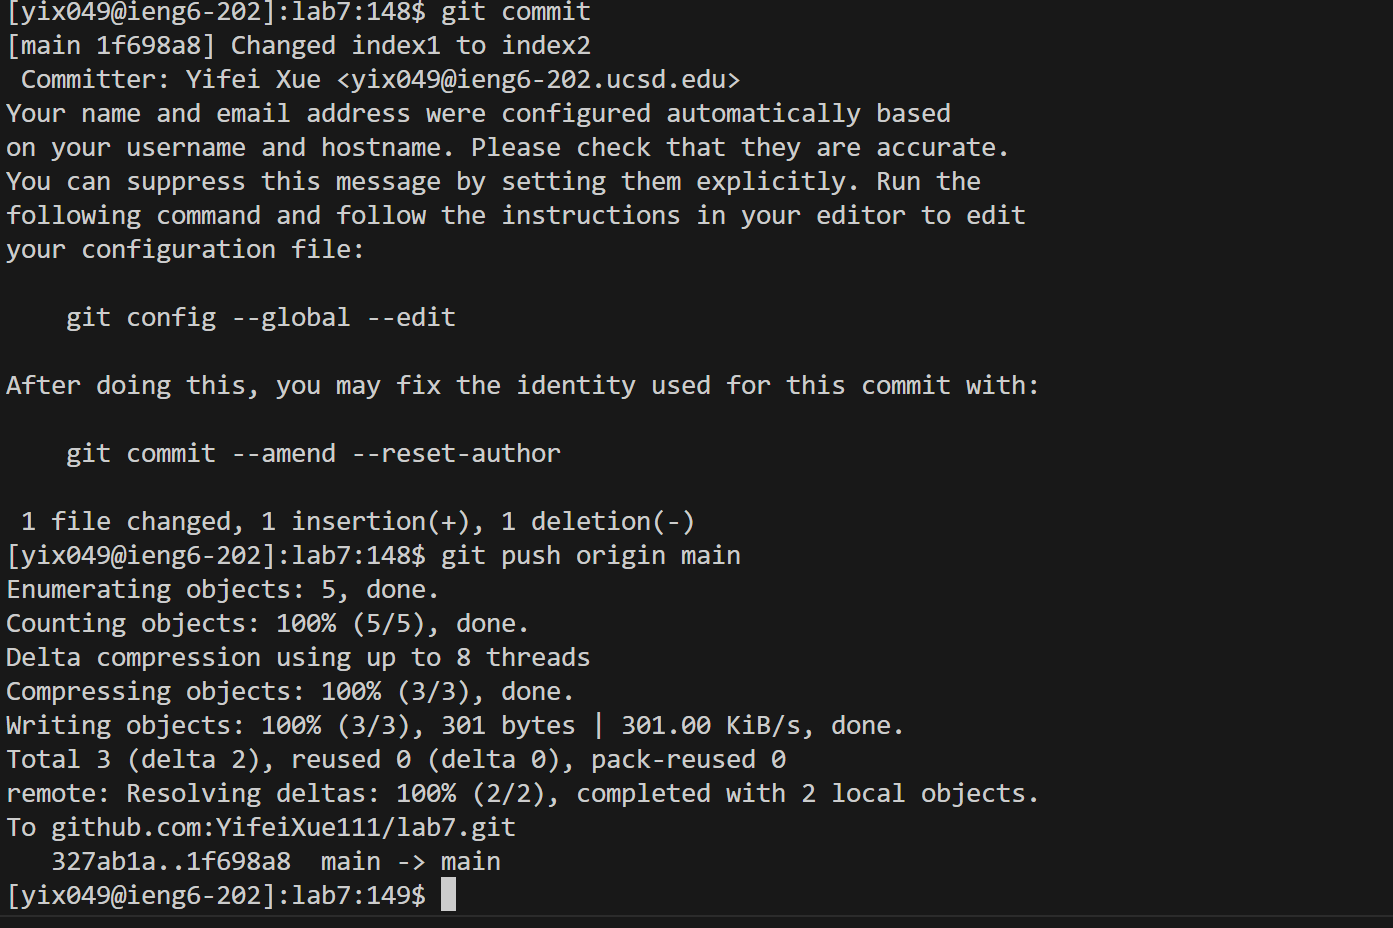 [yix049@ieng6-202]:lab7:148$ git commit
[main 1f698a8] Changed index1 to index2
 Committer: Yifei Xue <yix049@ieng6-202.ucsd.edu>
Your name and email address were configured automatically based
on your username and hostname. Please check that they are accurate.
You can suppress this message by setting them explicitly. Run the
following command and follow the instructions in your editor to edit
your configuration file:

    git config --global --edit

After doing this, you may fix the identity used for this commit with:

    git commit --amend --reset-author

 1 file changed, 1 insertion(+), 1 deletion(-)
[yix049@ieng6-202]:lab7:148$ git push origin main
Enumerating objects: 5, done.
Counting objects: 100% (5/5), done.
Delta compression using up to 8 threads
Compressing objects: 100% (3/3), done.
Writing objects: 100% (3/3), 301 bytes | 301.00 KiB/s, done.
Total 3 (delta 2), reused 0 (delta 0), pack-reused 0
remote: Resolving deltas: 100% (2/2), completed with 2 local objects.
To github.com:YifeiXue111/lab7.git
   327ab1a..1f698a8  main -> main
[yix049@ieng6-202]:lab7:149$